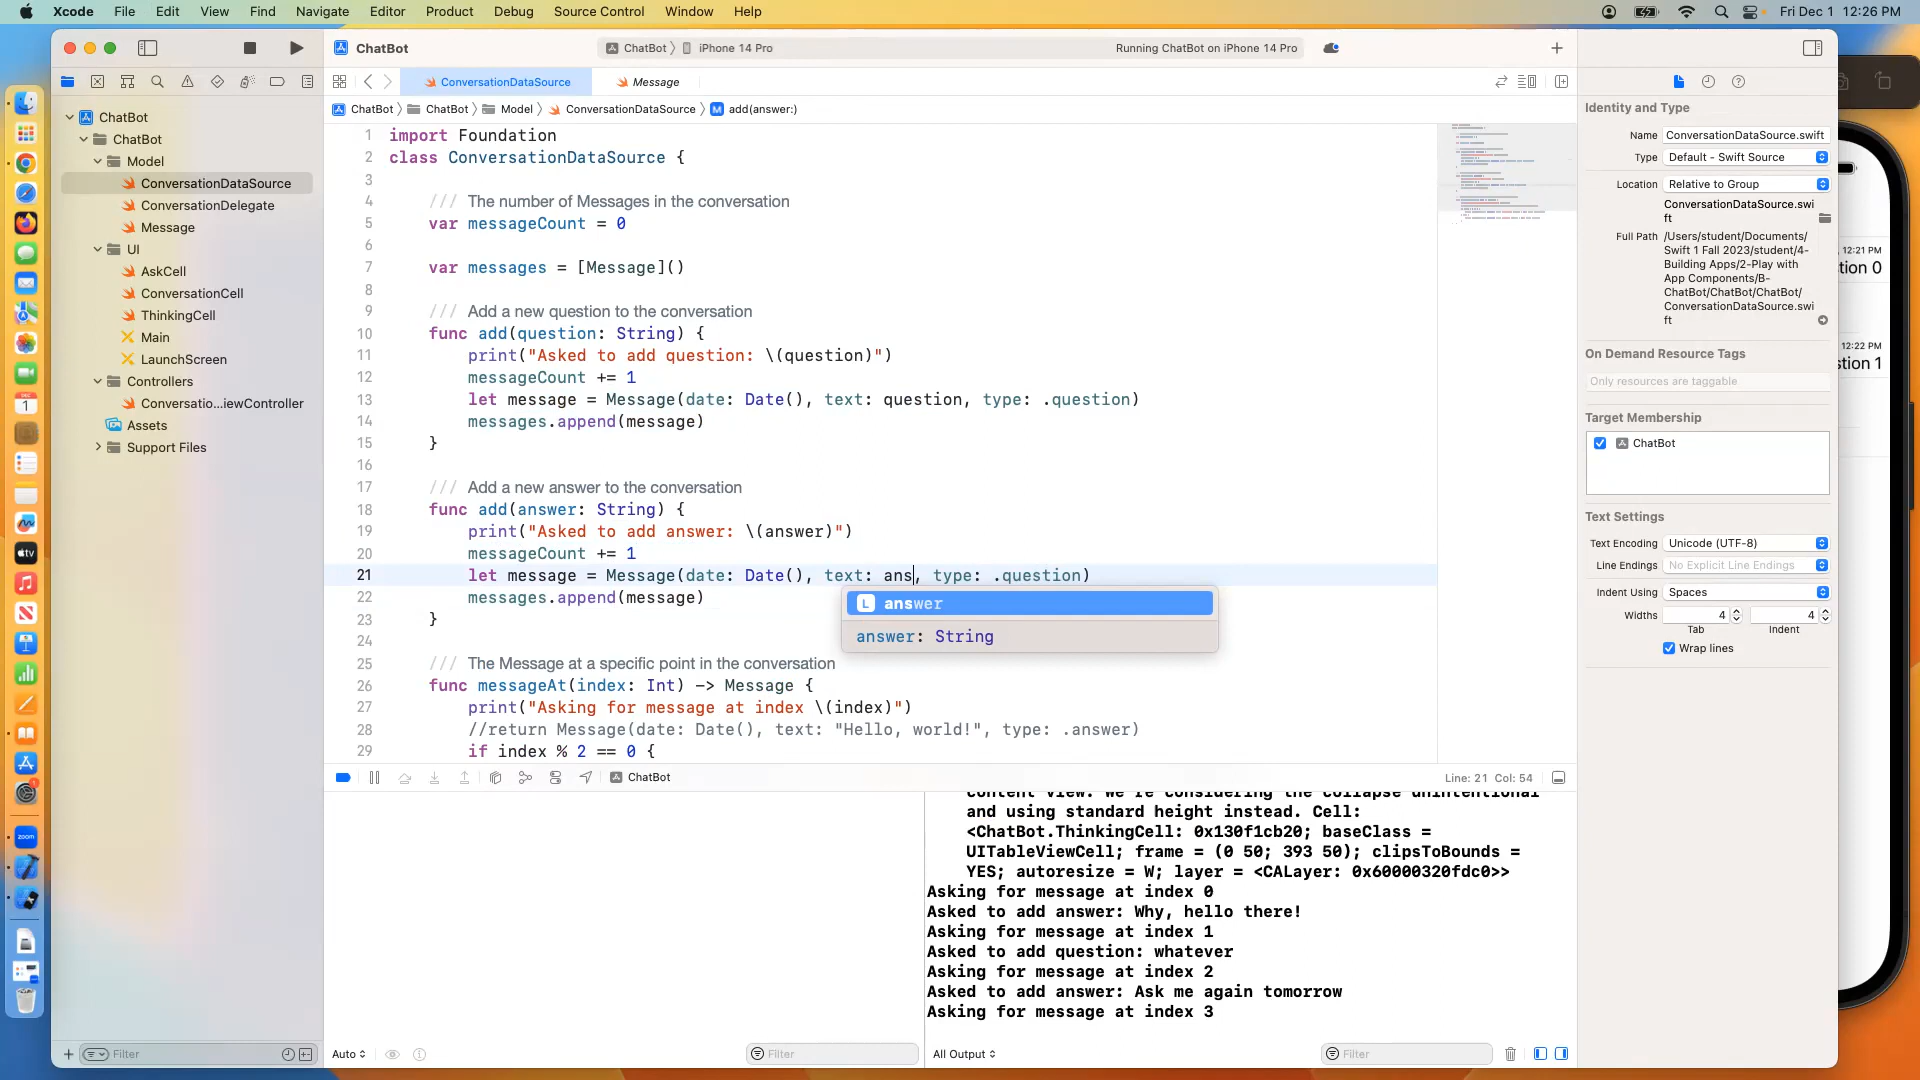 Xcode File Edit View Find Navigate Editor Product Debug Source Control Window Help
Fri Dec 1 12:26 PM
ChatBot
ChatBot 〉 iPhone 14 Pro
Running ChatBot on iPhone 14 Pro
ConversationDataSource
Message
ChatBot 〉 ChatBot 〉 Model 〉 ConversationDataSource 〉 M add(answer:)
ChatBot
ChatBot
Model
ConversationDataSource
ConversationDelegate
Message
UI
AskCell
ConversationCell
ThinkingCell
Main
LaunchScreen
Controllers
Conversatio...iewController
Assets
Support Files
Filter
1 import Foundation
2 class ConversationDataSource {
3
4 /// The number of Messages in the conversation
5 var messageCount = 0
6
7 var messages = [Message]()
8
9 /// Add a new question to the conversation
10 func add(question: String) {
11 print("Asked to add question: \(question)")
12 messageCount += 1
13 let message = Message(date: Date(), text: question, type: .question)
14 messages.append(message)
15 }
16
17 /// Add a new answer to the conversation
18 func add(answer: String) {
19 print("Asked to add answer: \(answer)")
20 messageCount += 1
21 let message = Message(date: Date(), text: ans, type: .question)
22 messages.append(message)
23 }
24
25 /// The Message at a specific point in the conversation
26 func messageAt(index: Int) -> Message {
27 print("Asking for message at index \(index)")
28 //return Message(date: Date(), text: "Hello, world!", type: .answer)
29 if index % 2 == 0 {
L answer
answer: String
ChatBot
Line: 21 Col: 54
content view. We're considering the collapse unintentional
and using standard height instead. Cell:
<ChatBot.ThinkingCell: 0x130f1cb20; baseClass =
UITableViewCell; frame = (0 50; 393 50); clipsToBounds =
YES; autoresize = W; layer = <CALayer: 0x60000320fdc0>>
Asking for message at index 0
Asked to add answer: Why, hello there!
Asking for message at index 1
Asked to add question: whatever
Asking for message at index 2
Asked to add answer: Ask me again tomorrow
Asking for message at index 3
Auto
Filter
All Output
Filter
Identity and Type
Name ConversationDataSource.swift
Type Default - Swift Source
Location Relative to Group
ConversationDataSource.swi
ft
Full Path /Users/student/Documents/
Swift 1 Fall 2023/student/4-
Building Apps/2-Play with
App Components/B-
ChatBot/ChatBot/ChatBot/
ConversationDataSource.swi
ft
On Demand Resource Tags
Only resources are taggable
Target Membership
ChatBot
Text Settings
Text Encoding Unicode (UTF-8)
Line Endings No Explicit Line Endings
Indent Using Spaces
Widths 4 4
Tab Indent
Wrap lines
, 12:21 PM
tion 0
12:22 PM
stion 1
DEC
1
tv
zoom